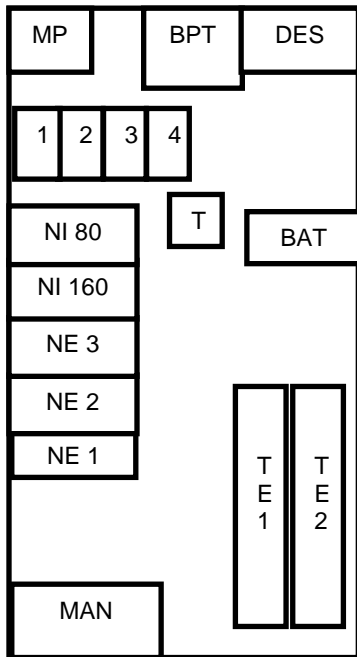 MP BPT DES
1 2 3 4
T
NI 80
BAT
NI 160
NE 3
NE 2
NE 1
T E 1
T E 2
MAN